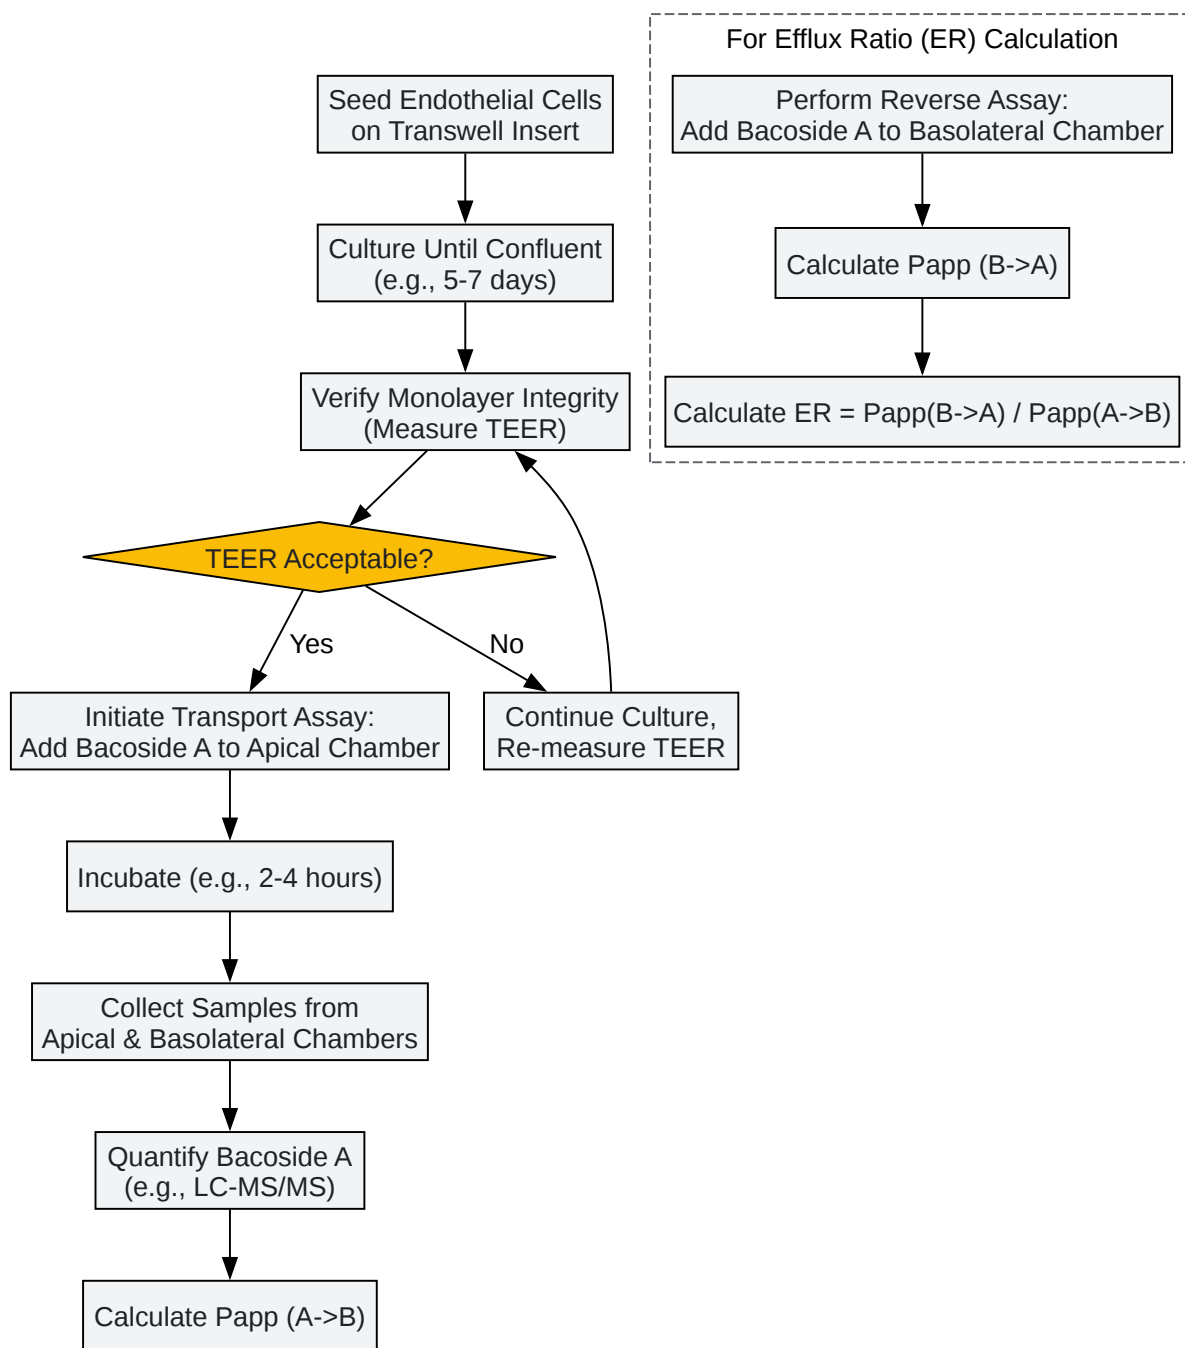 For Efflux Ratio (ER) Calculation
Seed Endothelial Cells
on Transwell Insert
Perform Reverse Assay:
Add Bacoside A to Basolateral Chamber
Culture Until Confluent
(e.g., 5-7 days)
Calculate Papp (B->A)
Verify Monolayer Integrity
(Measure TEER)
Calculate ER = Papp(B->A) / Papp(A->B)
TEER Acceptable?
Yes
No
Initiate Transport Assay:
Add Bacoside A to Apical Chamber
Continue Culture,
Re-measure TEER
Incubate (e.g., 2-4 hours)
Collect Samples from
Apical & Basolateral Chambers
Quantify Bacoside A
(e.g., LC-MS/MS)
Calculate Papp (A->B)